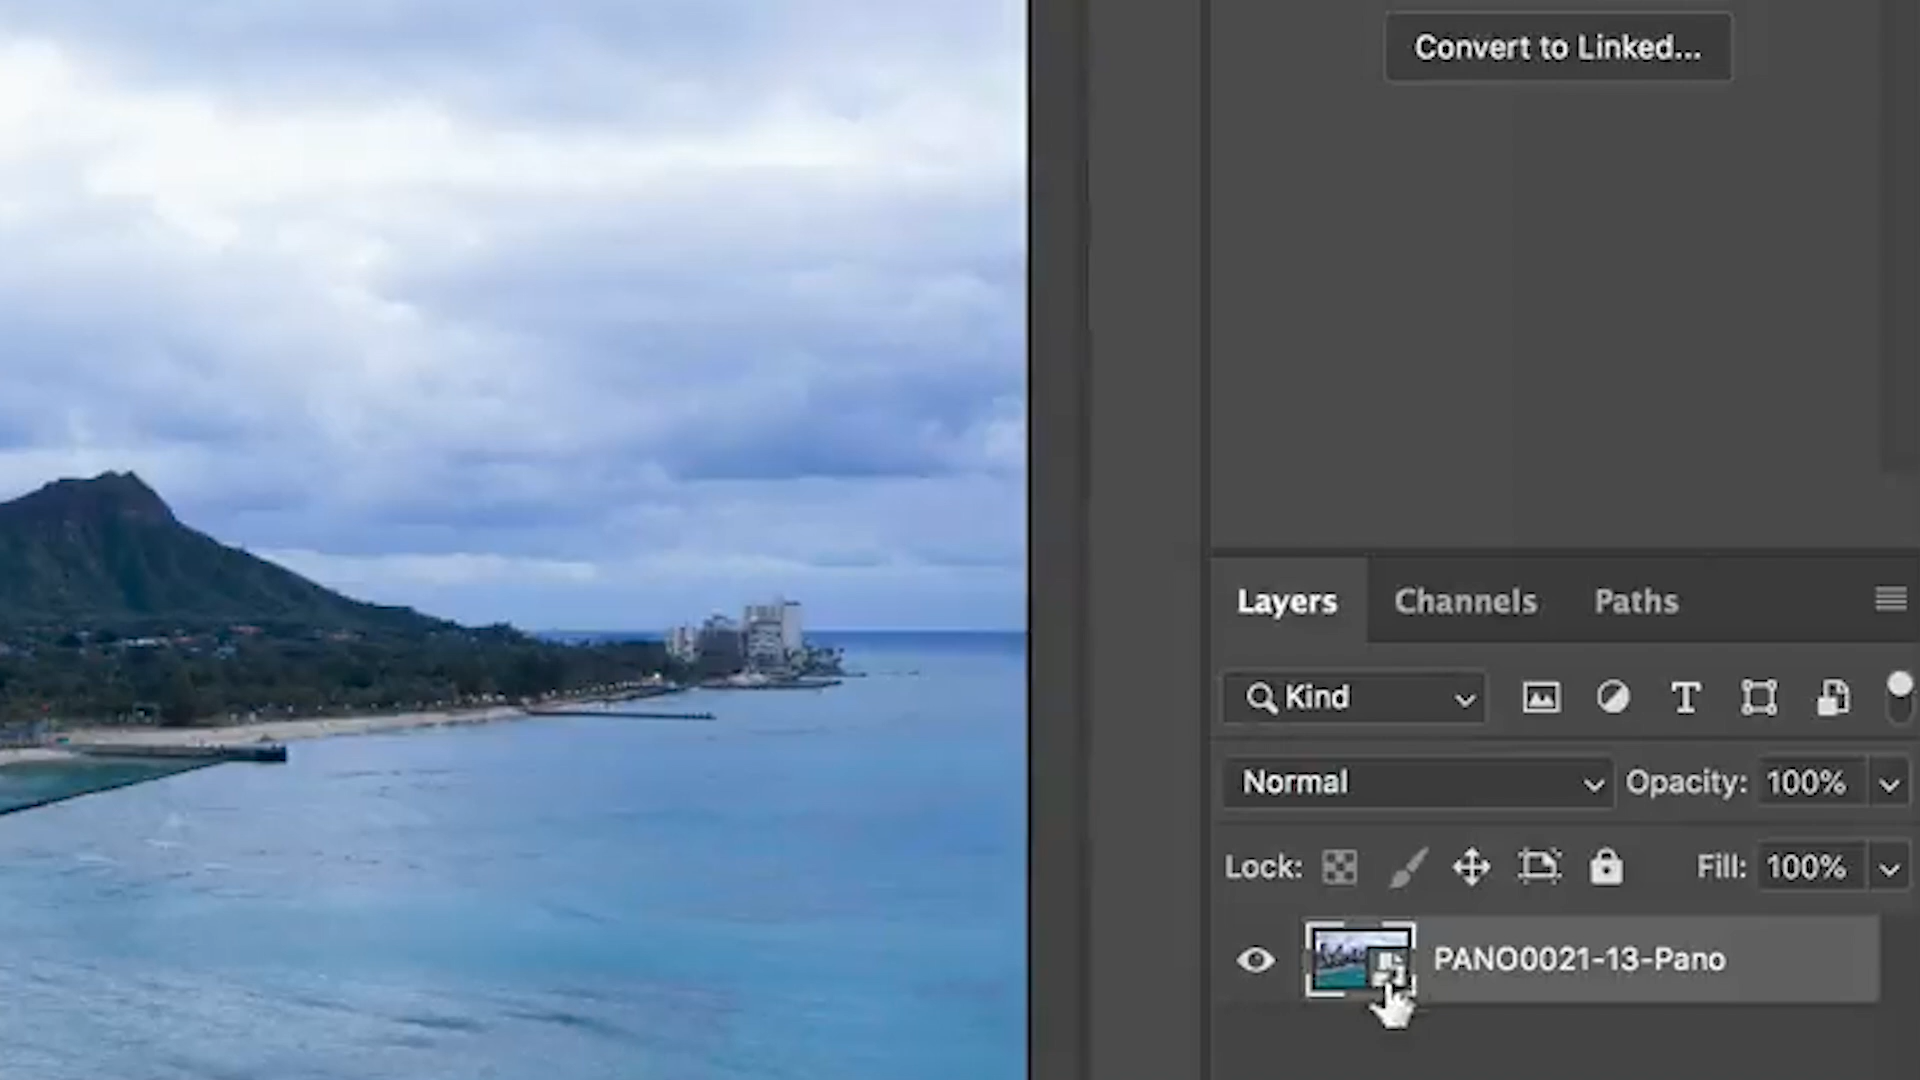 Convert to Linked...
Layers Channels Paths
Kind
Normal Opacity: 100%
Lock: Fill: 100%
PANO0021-13-Pano